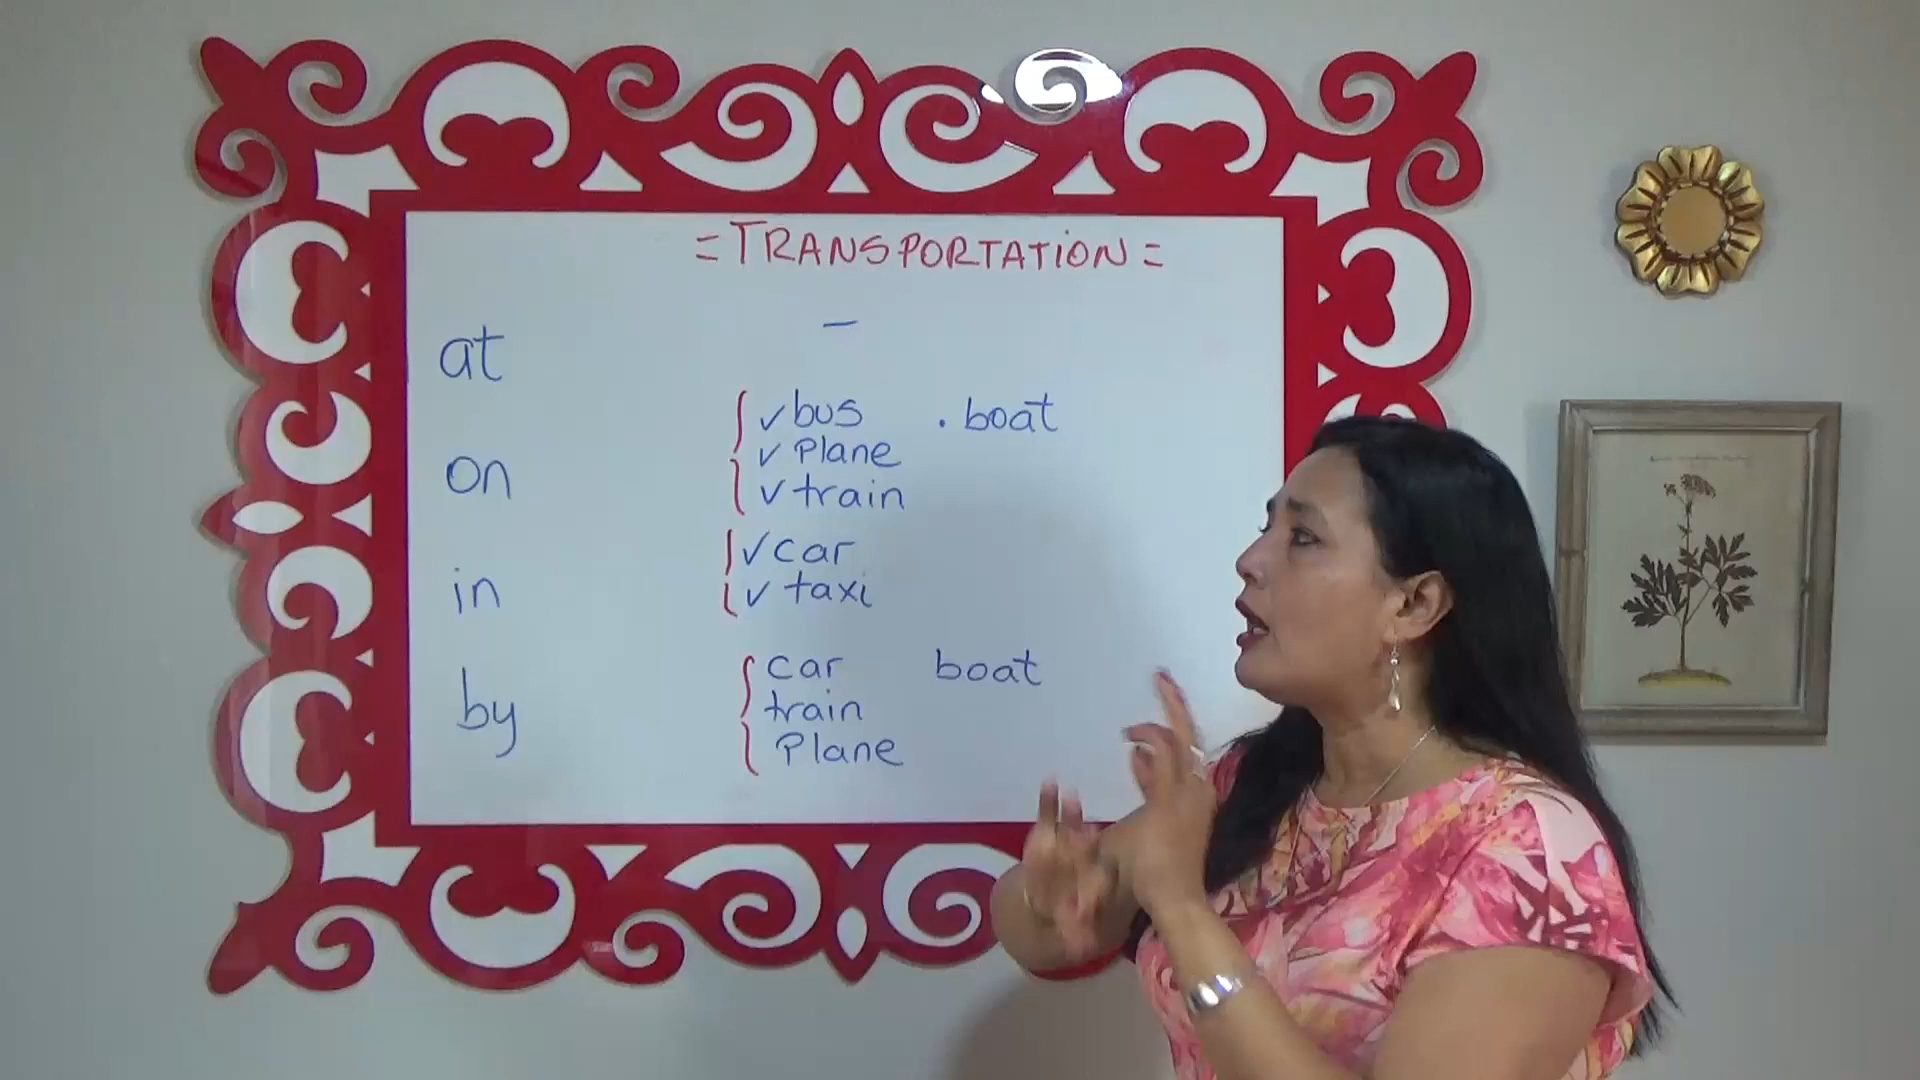 = TRANSPORTATION =
at –
✓ bus . boat
✓ Plane
on
✓ train
✓ car
in ✓ taxi
car boat
by train
Plane